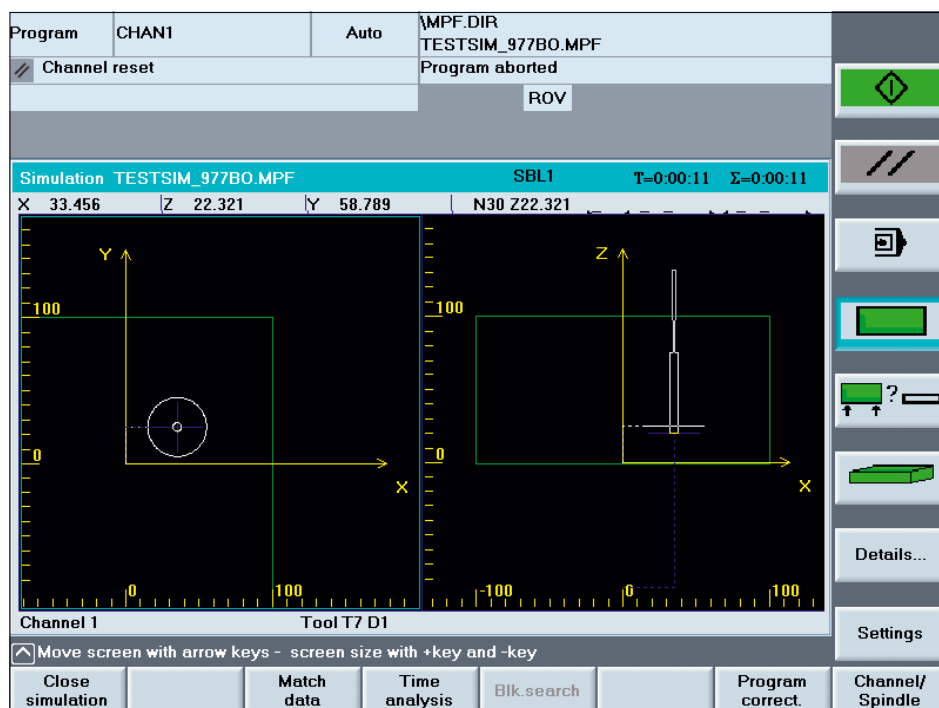 Program CHAN1 Auto \MPF.DIR
TESTSIM_977BO.MPF
Channel reset Program aborted
ROV
Simulation TESTSIM_977BO.MPF SBL1 T=0:00:11 Σ=0:00:11
X 33.456 Z 22.321 Y 58.789 N30 Z22.321
Y Z
100 100
0 0
X X
0 100 -100 0 100
Channel 1 Tool T7 D1
Move screen with arrow keys - screen size with +key and -key
?
Details...
Settings
Close simulation
Match data
Time analysis
Blk.search
Program correct.
Channel/ Spindle